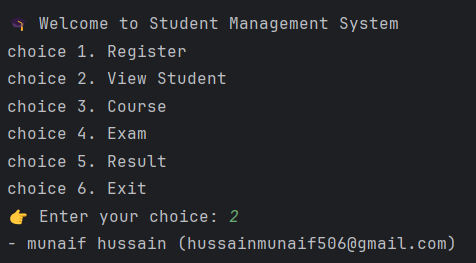 🎓 Welcome to Student Management System
choice 1. Register
choice 2. View Student
choice 3. Course
choice 4. Exam
choice 5. Result
choice 6. Exit
👉 Enter your choice: 2
- munaif hussain (hussainmunaif506@gmail.com)